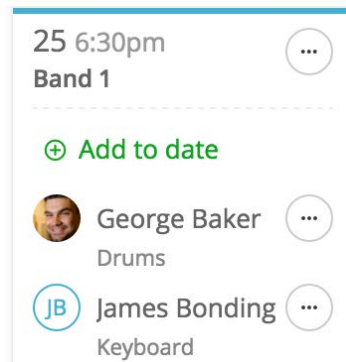 25 6:30pm
Band 1
Add to date
George Baker
Drums
JB James Bonding
Keyboard